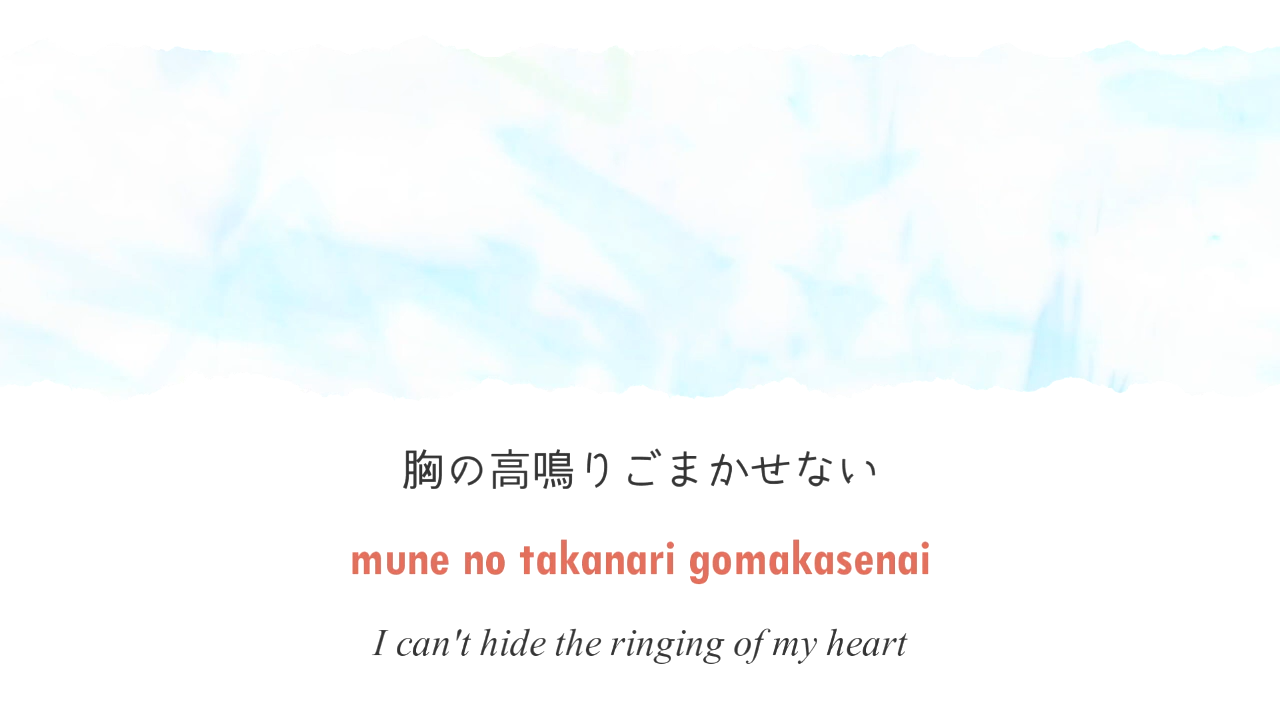 胸の高鳴りごまかせない
mune no takanari gomakasenai
I can't hide the ringing of my heart